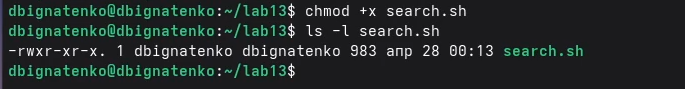 dbignatenko@dbignatenko:~/lab13$ chmod +x search.sh
dbignatenko@dbignatenko:~/lab13$ ls -l search.sh
-rwxr-xr-x. 1 dbignatenko dbignatenko 983 апр 28 00:13 search.sh
dbignatenko@dbignatenko:~/lab13$